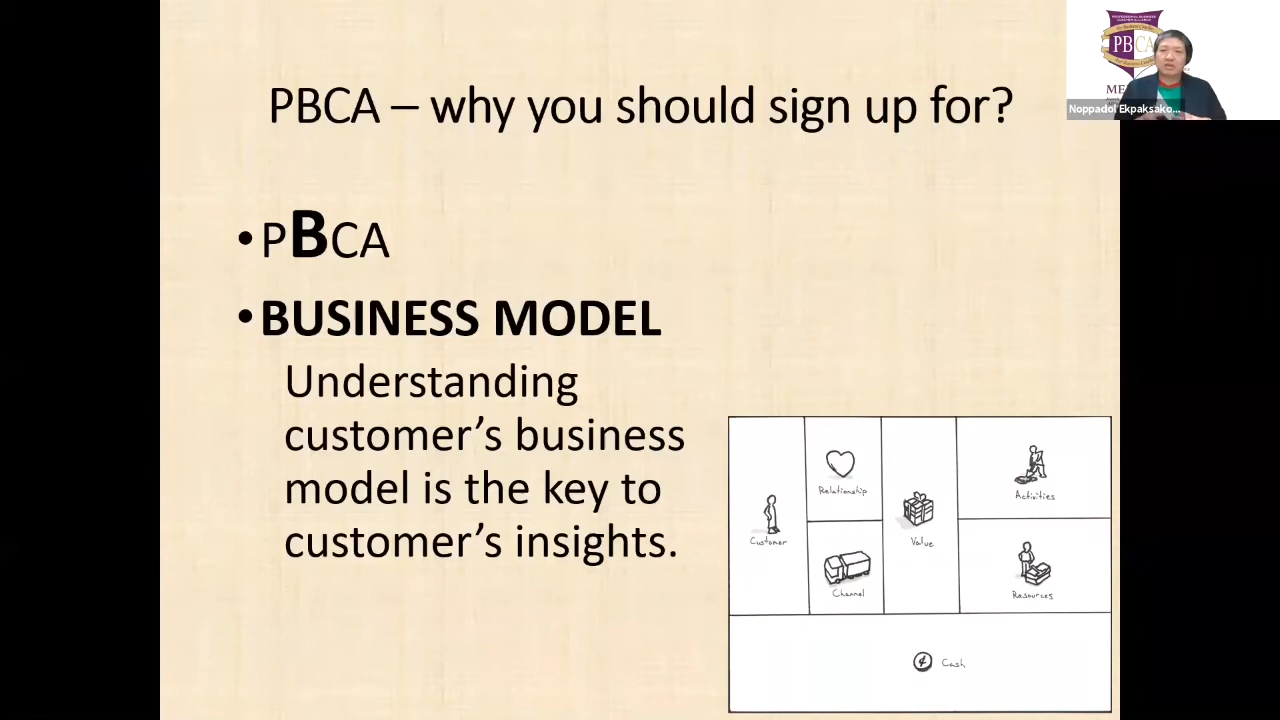 PBCA – why you should sign up for?
• PBCA
• BUSINESS MODEL
Understanding
customer’s business
model is the key to
customer’s insights.
Customer
Relationship
Channel
Value
Activities
Resources
Cash
PBCA
Noppadol Ekpaksako...